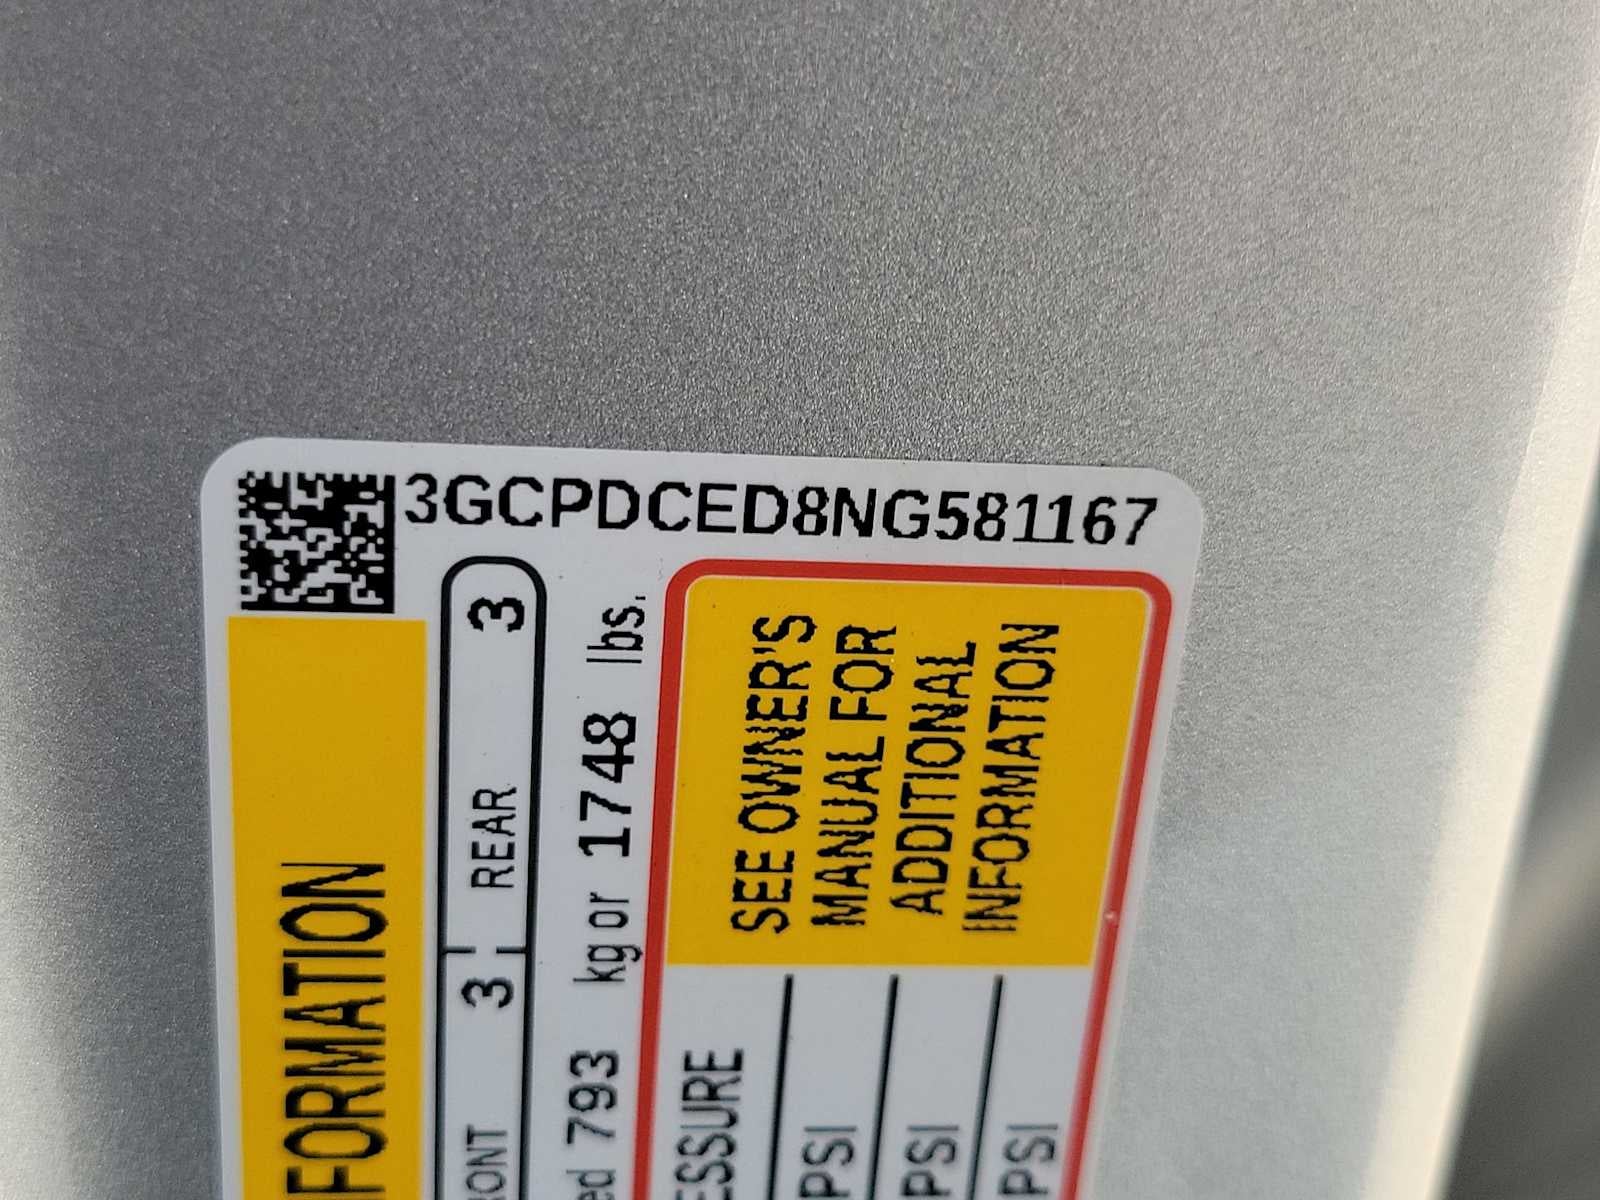 3GCPDCED8NG581167
FORMATION
RONT 3 REAR 3
ed 793 kg or 1748 lbs.
ESSURE
SEE OWNER'S
MANUAL FOR
ADDITIONAL
INFORMATION
PSI
PSI
PSI